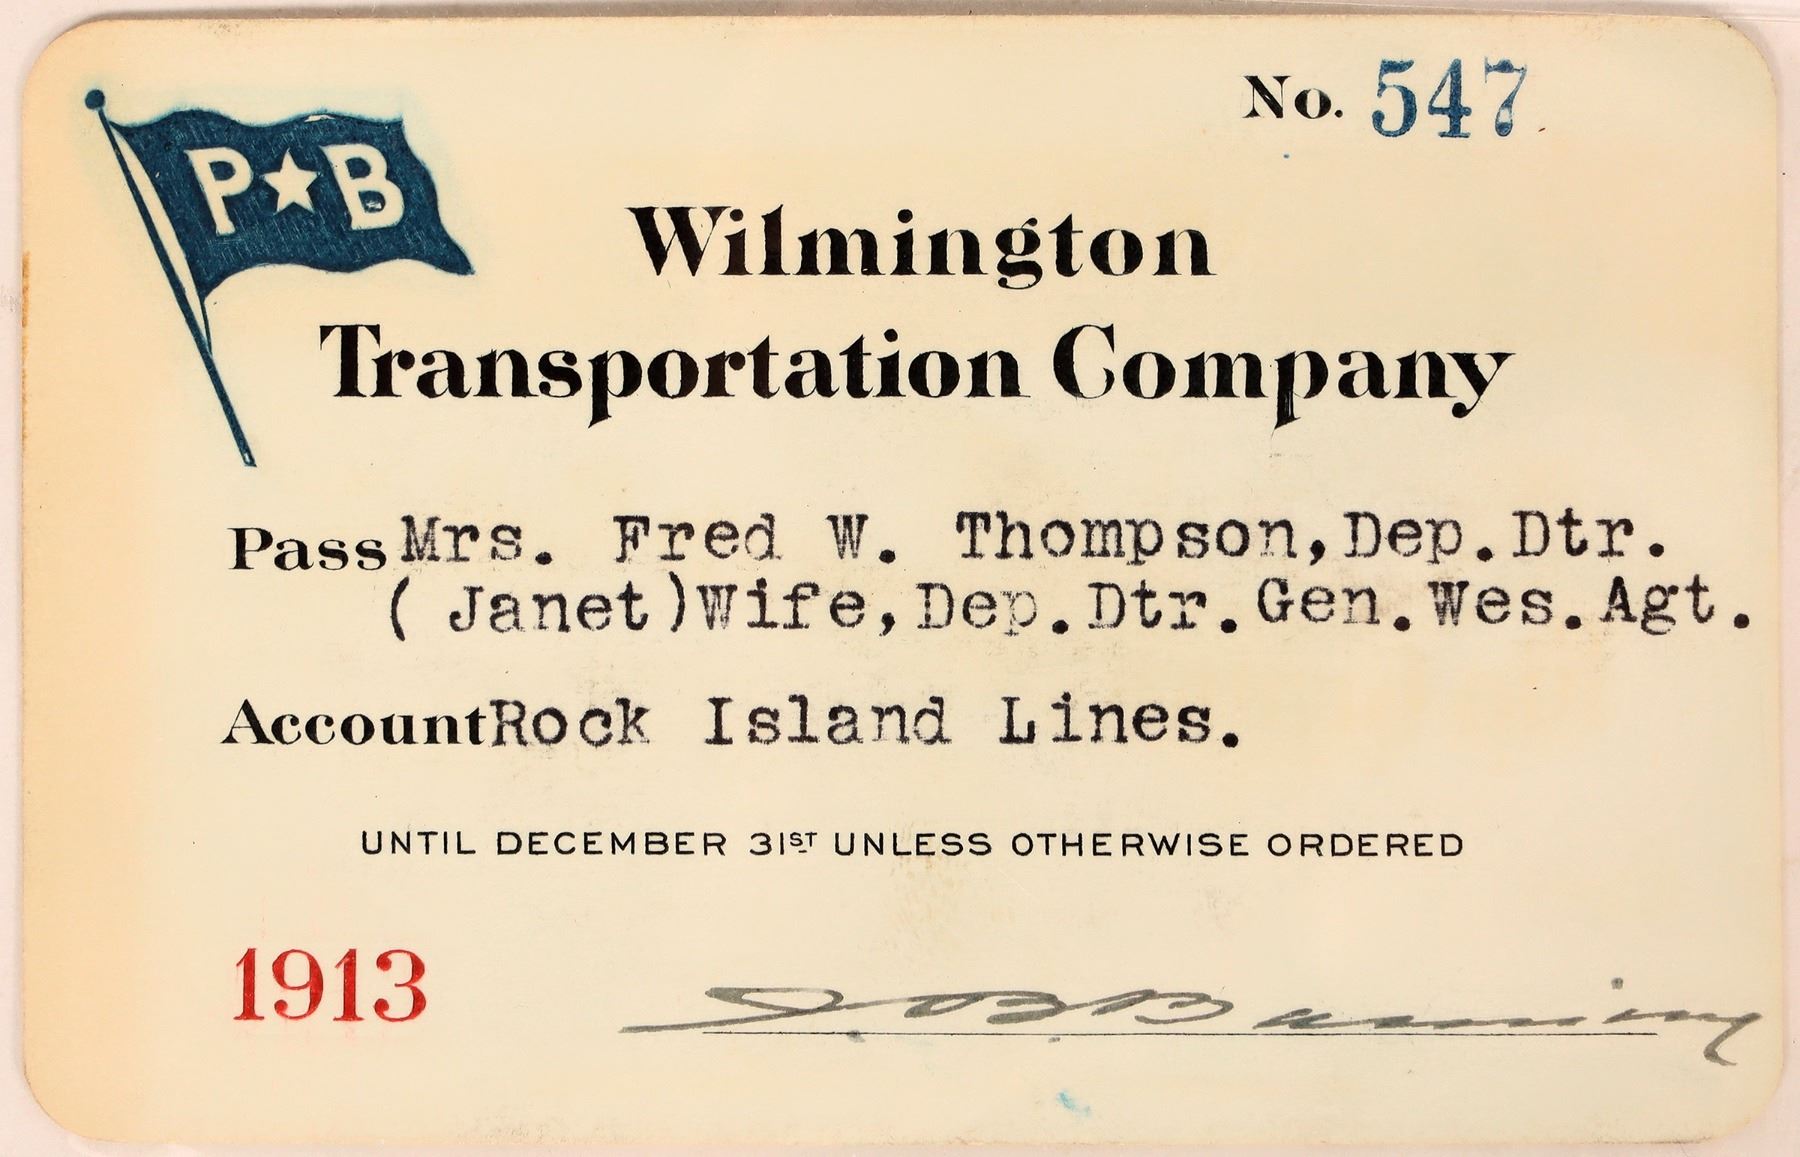 P★B
No. 547
Wilmington
Transportation Company
Pass Mrs. Fred W. Thompson, Dep. Dtr.
(Janet) Wife, Dep. Dtr. Gen. Wes. Agt.
Account Rock Island Lines.
UNTIL DECEMBER 31ST UNLESS OTHERWISE ORDERED
1913
J. B. Banning